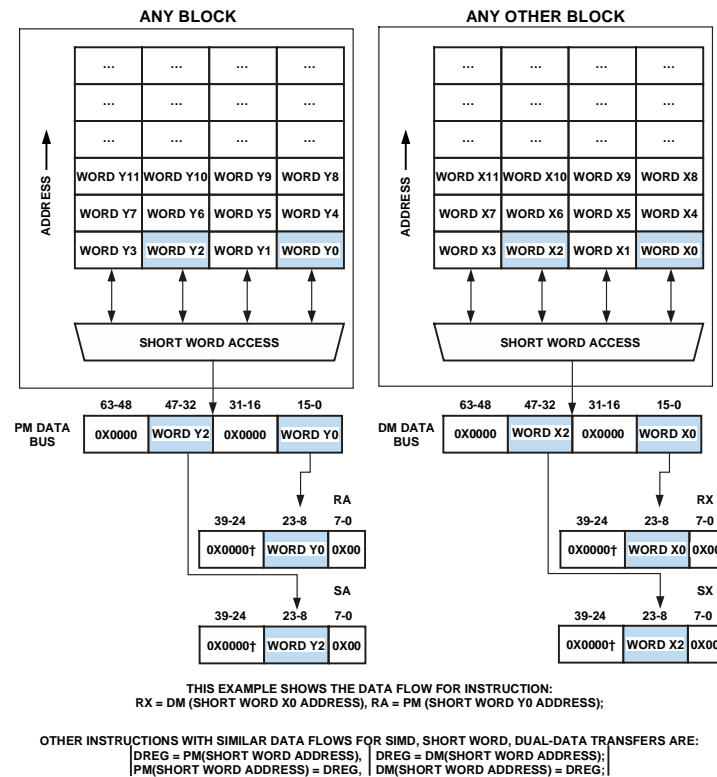 ANY BLOCK
ANY OTHER BLOCK
... ... ... ...
... ... ... ...
... ... ... ...
... ... ... ...
... ... ... ...
... ... ... ...
ADDRESS
WORD Y11 WORD Y10 WORD Y9 WORD Y8
WORD Y7 WORD Y6 WORD Y5 WORD Y4
WORD Y3 WORD Y2 WORD Y1 WORD Y0
ADDRESS
WORD X11 WORD X10 WORD X9 WORD X8
WORD X7 WORD X6 WORD X5 WORD X4
WORD X3 WORD X2 WORD X1 WORD X0
SHORT WORD ACCESS
SHORT WORD ACCESS
63-48 47-32 31-16 15-0
PM DATA
BUS
0X0000 WORD Y2 0X0000 WORD Y0
63-48 47-32 31-16 15-0
DM DATA
BUS
0X0000 WORD X2 0X0000 WORD X0
RA
39-24 23-8 7-0
0X0000† WORD Y0 0X00
SA
39-24 23-8 7-0
0X0000† WORD Y2 0X00
RX
39-24 23-8 7-0
0X0000† WORD X0 0X00
SX
39-24 23-8 7-0
0X0000† WORD X2 0X00
THIS EXAMPLE SHOWS THE DATA FLOW FOR INSTRUCTION:
RX = DM (SHORT WORD X0 ADDRESS), RA = PM (SHORT WORD Y0 ADDRESS);
OTHER INSTRUCTIONS WITH SIMILAR DATA FLOWS FOR SIMD, SHORT WORD, DUAL-DATA TRANSFERS ARE:
DREG = PM(SHORT WORD ADDRESS), DREG = DM(SHORT WORD ADDRESS);
PM(SHORT WORD ADDRESS) = DREG, DM(SHORT WORD ADDRESS) = DREG;